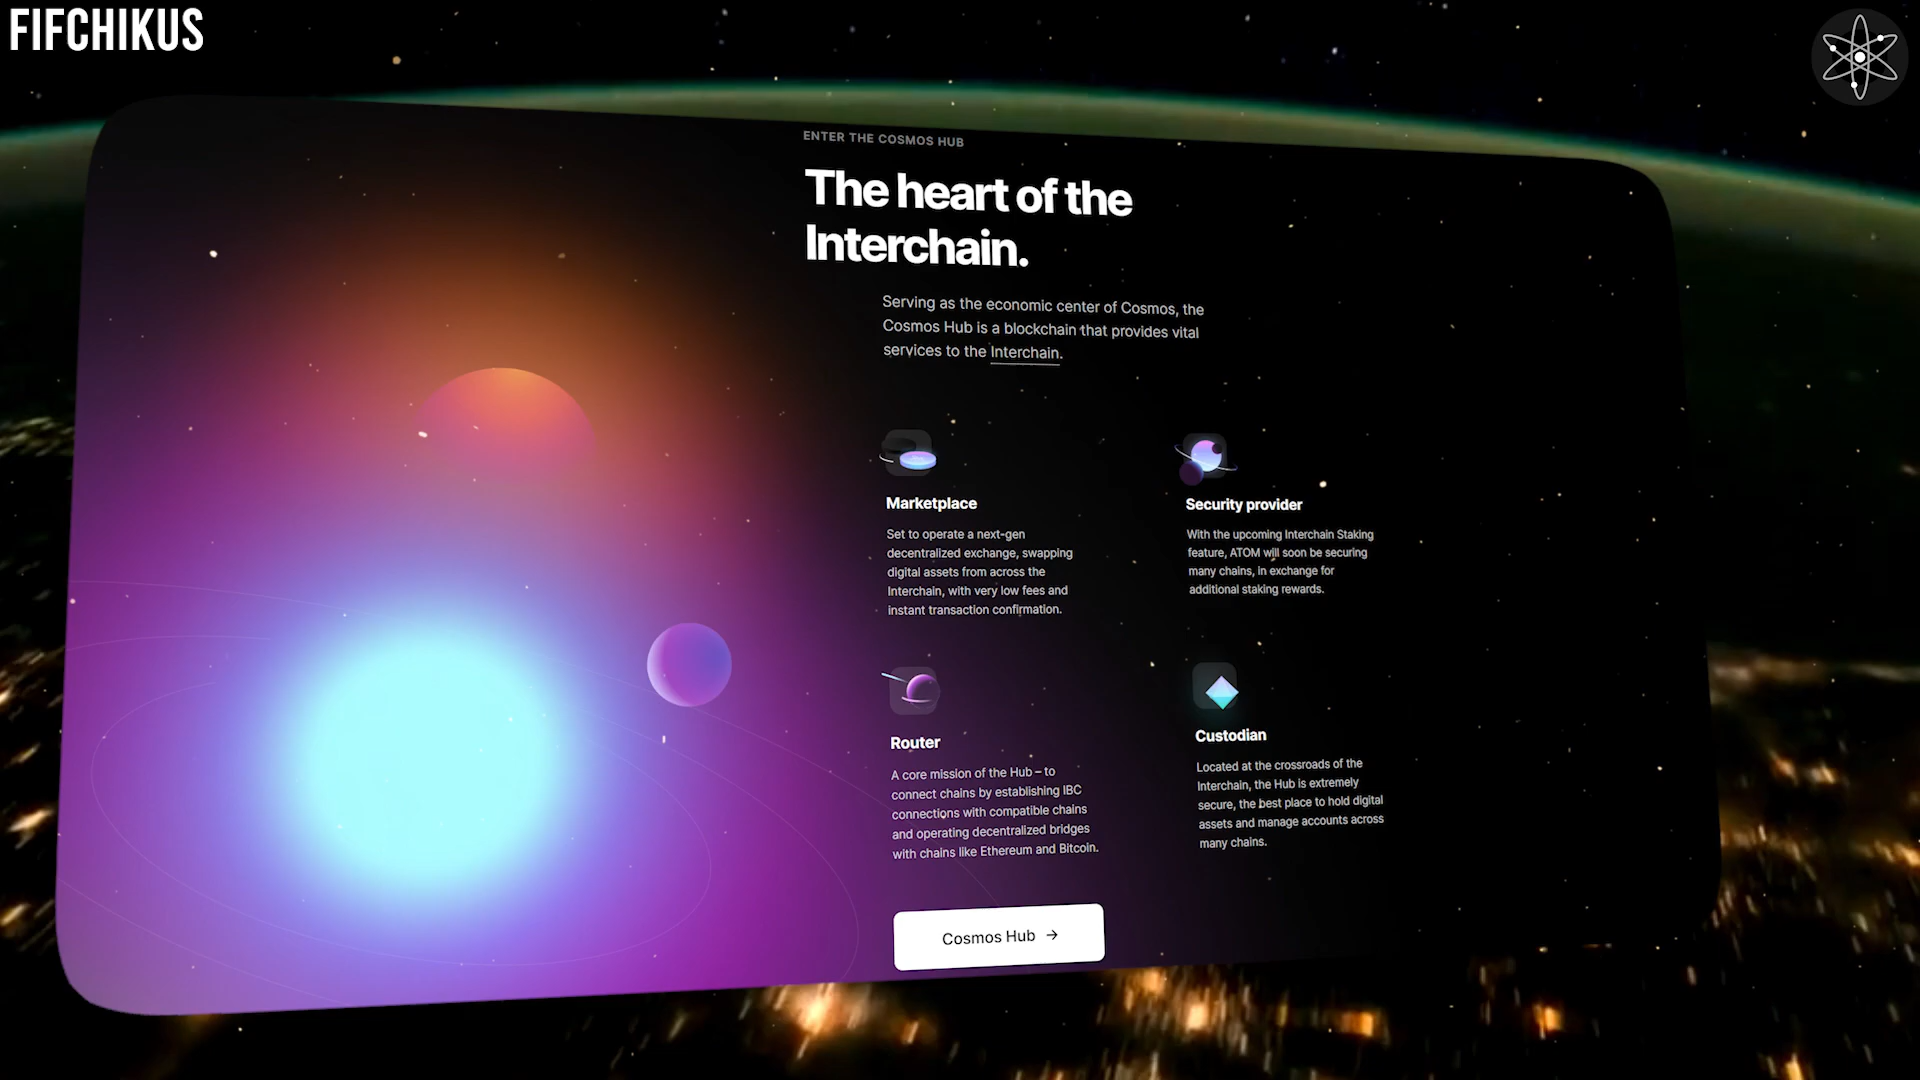 FIFCHIKUS
ENTER THE COSMOS HUB
The heart of the
Interchain.
Serving as the economic center of Cosmos, the
Cosmos Hub is a blockchain that provides vital
services to the Interchain.
Marketplace
Set to operate a next-gen
decentralized exchange, swapping
digital assets from across the
Interchain, with very low fees and
instant transaction confirmation.
Security provider
With the upcoming Interchain Staking
feature, ATOM will soon be securing
many chains, in exchange for
additional staking rewards.
Router
A core mission of the Hub – to
connect chains by establishing IBC
connections with compatible chains
and operating decentralized bridges
with chains like Ethereum and Bitcoin.
Custodian
Located at the crossroads of the
Interchain, the Hub is extremely
secure, the best place to hold digital
assets and manage accounts across
many chains.
Cosmos Hub →